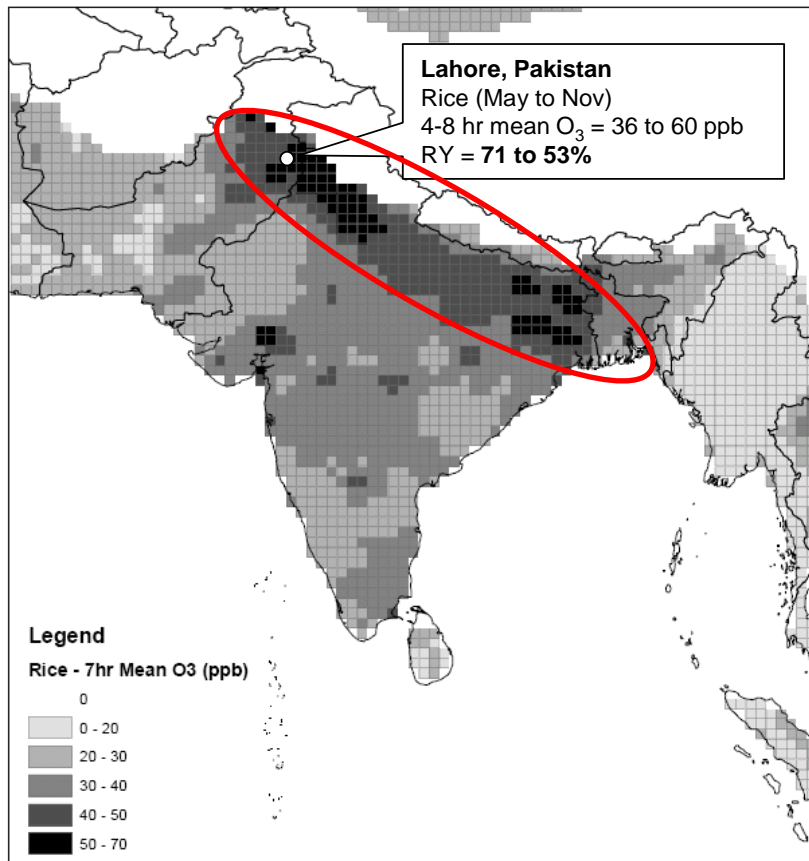 Lahore, Pakistan
Rice (May to Nov)
4-8 hr mean O₃ = 36 to 60 ppb
RY = 71 to 53%
Legend
Rice - 7hr Mean O3 (ppb)
0
0 - 20
20 - 30
30 - 40
40 - 50
50 - 70